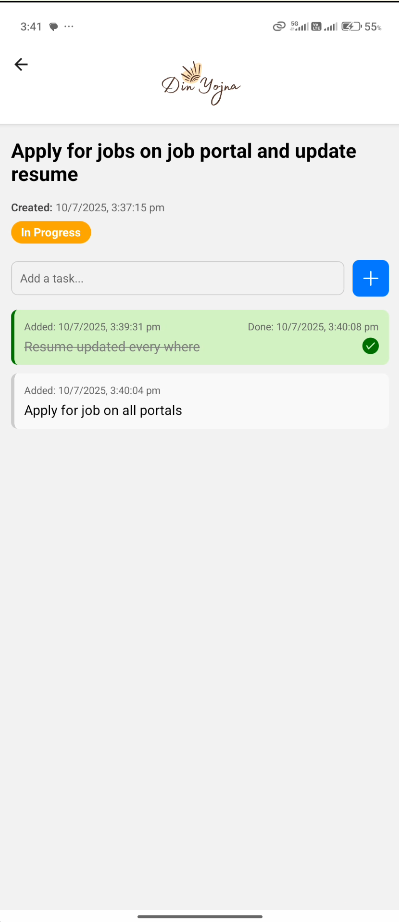 3:41 ... 55%
Din Yojna
Apply for jobs on job portal and update
resume
Created: 10/7/2025, 3:37:15 pm
In Progress
Add a task...
Added: 10/7/2025, 3:39:31 pm Done: 10/7/2025, 3:40:08 pm
Resume updated every where
Added: 10/7/2025, 3:40:04 pm
Apply for job on all portals